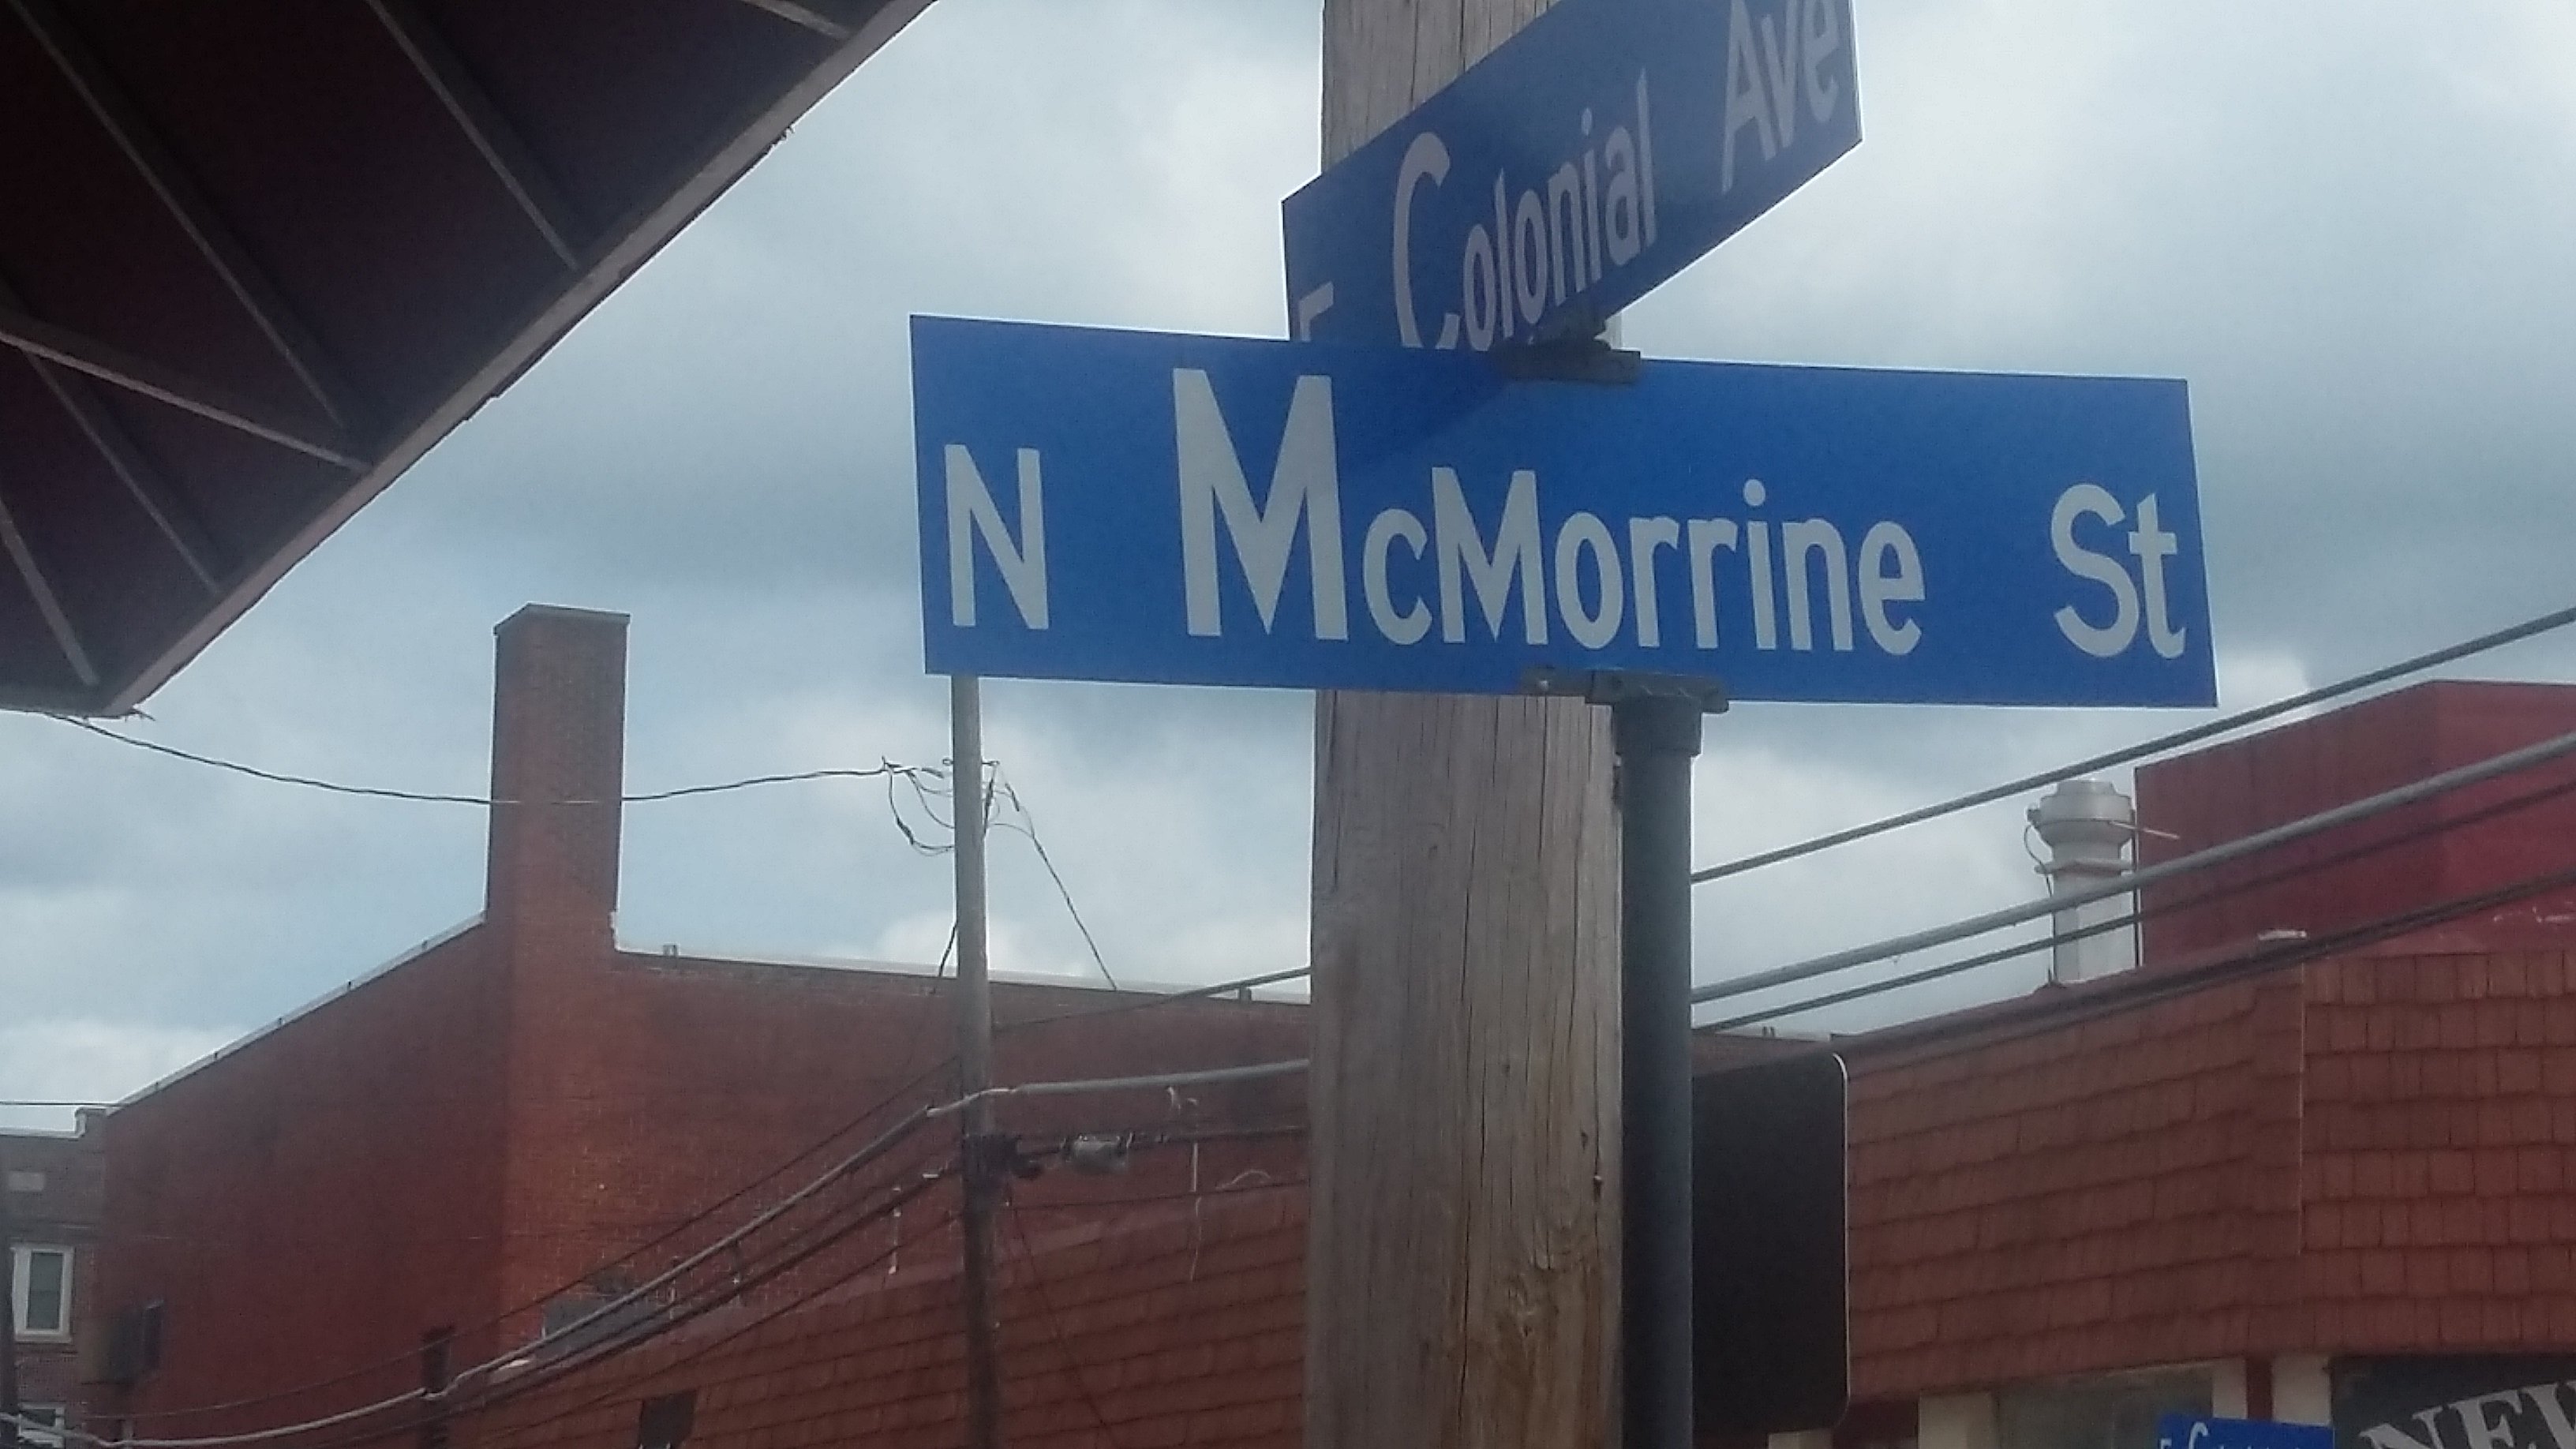 E Colonial Ave
N McMorrine St